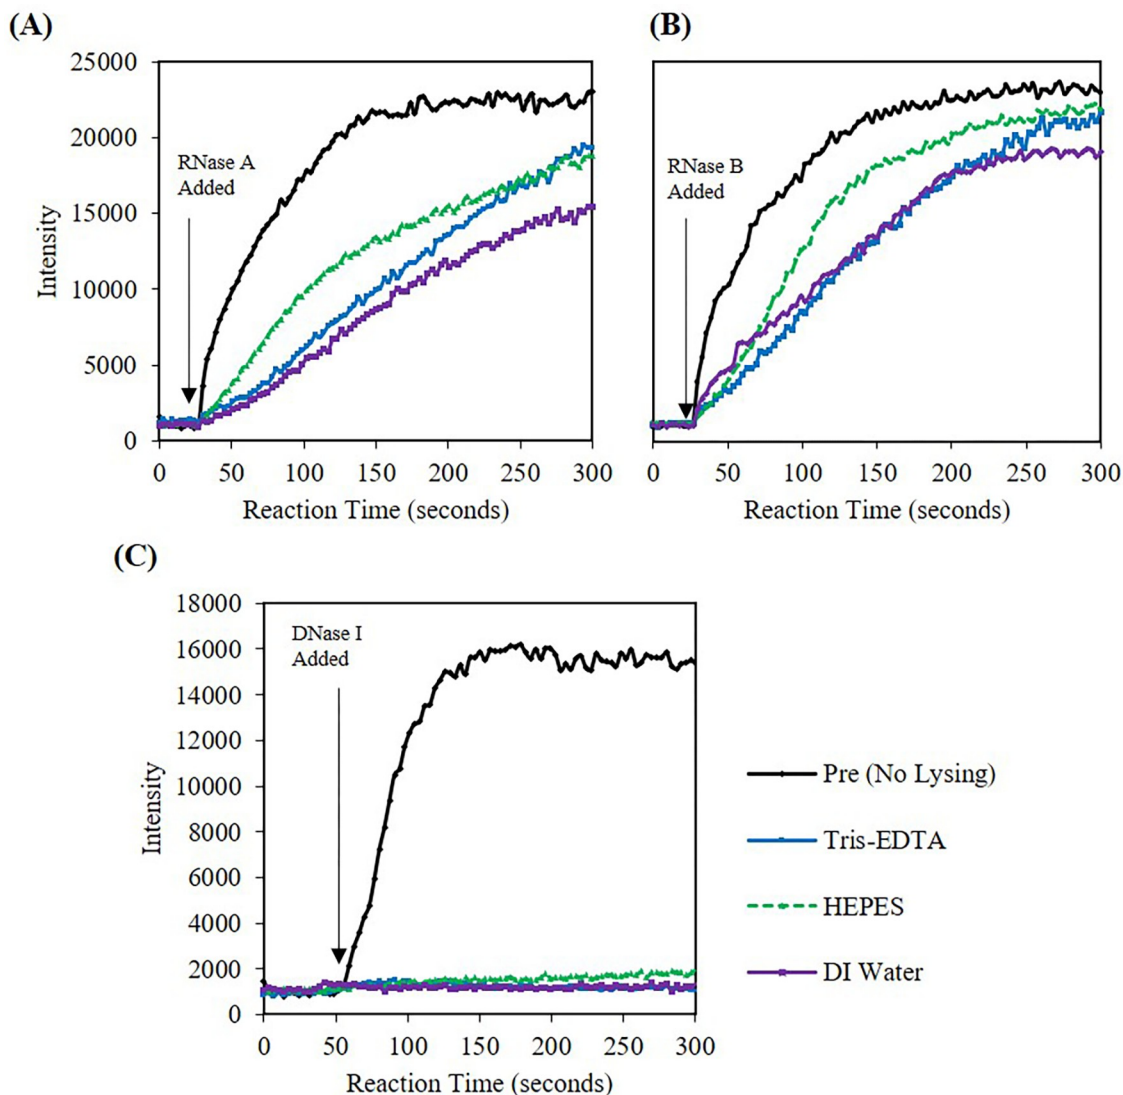 (A)
(B)
25000
20000
15000
10000
5000
0
Intensity
RNase A
Added
RNase B
Added
0 50 100 150 200 250 300
0 50 100 150 200 250 300
Reaction Time (seconds)
Reaction Time (seconds)
(C)
18000
16000
14000
12000
10000
8000
6000
4000
2000
0
Intensity
DNase I
Added
0 50 100 150 200 250 300
Reaction Time (seconds)
Pre (No Lysing)
Tris-EDTA
HEPES
DI Water